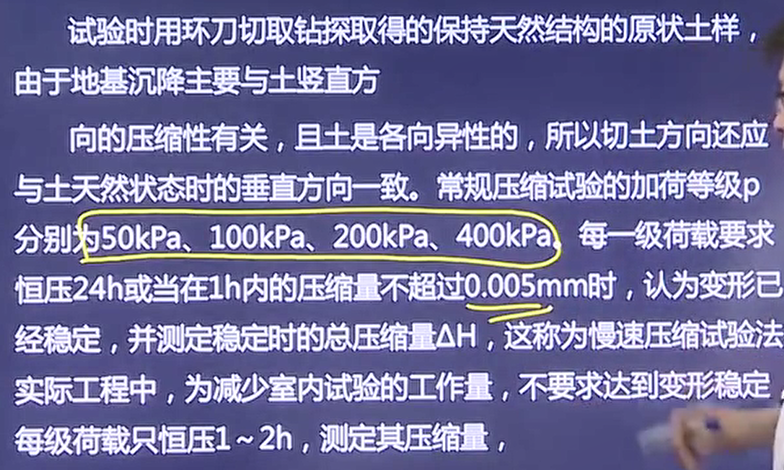 试验时用环刀切取钻探取得的保持天然结构的原状土样，
由于地基沉降主要与土竖直方
向的压缩性有关，且土是各向异性的，所以切土方向还应
与土天然状态时的垂直方向一致。常规压缩试验的加荷等级p
分别为50kPa、100kPa、200kPa、400kPa。每一级荷载要求
恒压24h或当在1h内的压缩量不超过0.005mm时，认为变形已
经稳定，并测定稳定时的总压缩量ΔH，这称为慢速压缩试验法
实际工程中，为减少室内试验的工作量，不要求达到变形稳定，
每级荷载只恒压1～2h，测定其压缩量，